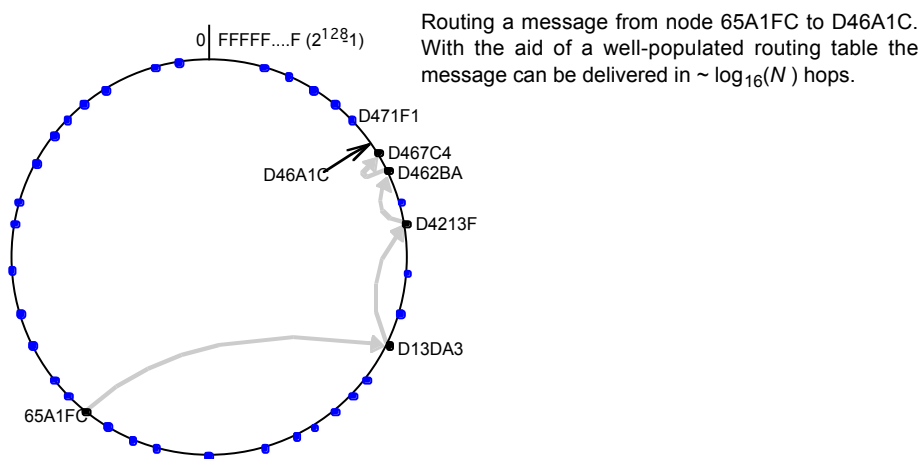 Routing a message from node 65A1FC to D46A1C.
With the aid of a well-populated routing table the
message can be delivered in ~ log16(N ) hops.
0 FFFFF....F (2128-1)
D471F1
D467C4
D46A1C
D462BA
D4213F
D13DA3
65A1FC